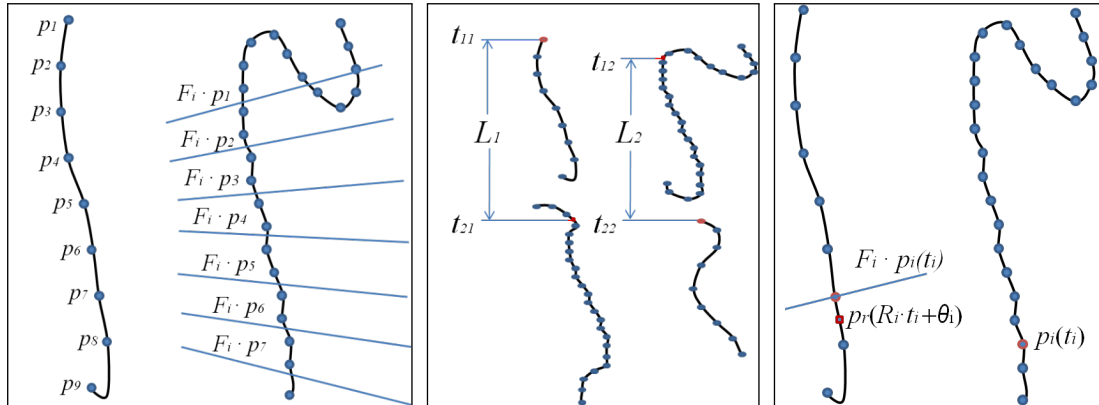 p1
p2
p3
p4
p5
p6
p7
p8
p9
Fi · p1
Fi · p2
Fi · p3
Fi · p4
Fi · p5
Fi · p6
Fi · p7
t11
t12
L1
L2
t21
t22
Fi · pi(ti)
pr(Ri· ti+θ1)
pi(ti)